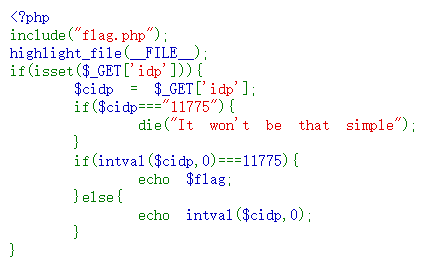 <?php
include("flag.php");
highlight_file(__FILE__);
if(isset($_GET['idp'])){
        $cidp = $_GET['idp'];
        if($cidp==="11775"){
                die("It won't be that simple");
        }
        if(intval($cidp,0)===11775){
                echo $flag;
        }else{
                echo intval($cidp,0);
        }
}